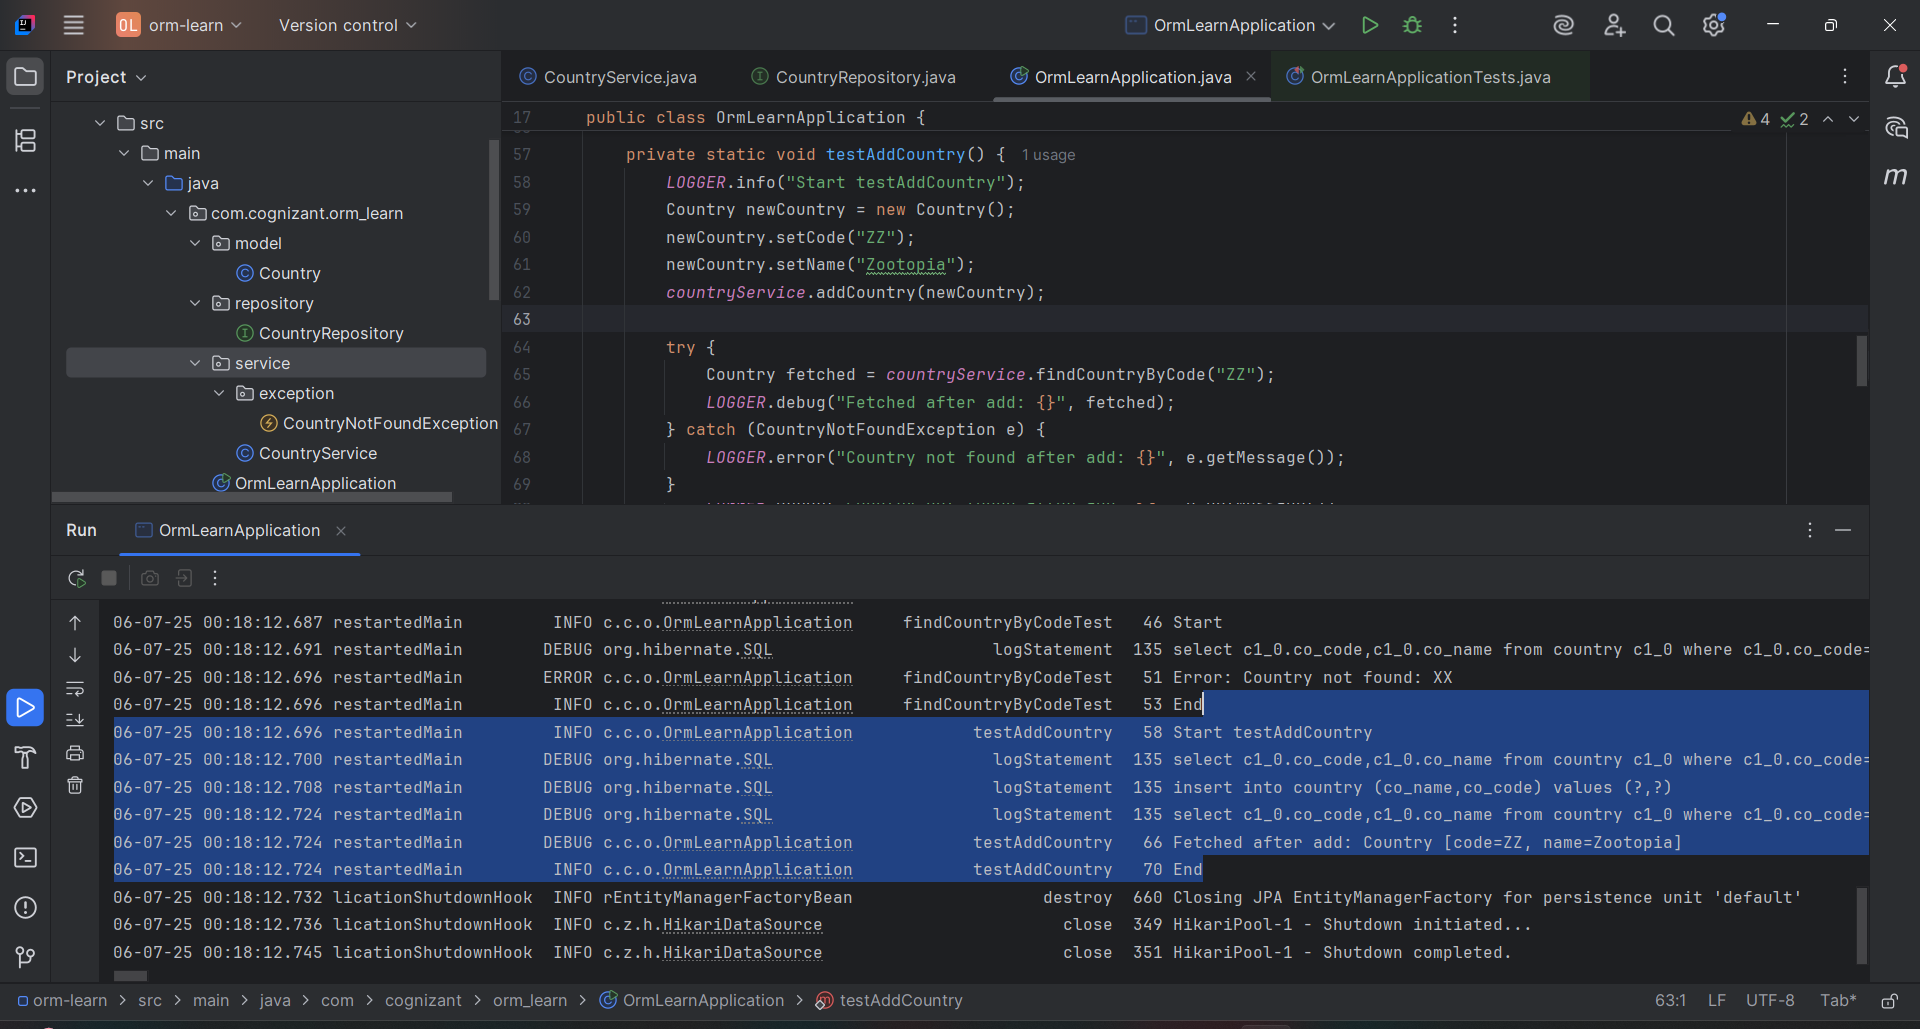 OL orm-learn Version control OrmLearnApplication
Project
CountryService.java CountryRepository.java OrmLearnApplication.java OrmLearnApplicationTests.java
src
main
java
com.cognizant.orm_learn
model
Country
repository
CountryRepository
service
exception
CountryNotFoundException
CountryService
OrmLearnApplication
17 public class OrmLearnApplication {
4 2
57 private static void testAddCountry() { 1 usage
58 LOGGER.info("Start testAddCountry");
59 Country newCountry = new Country();
60 newCountry.setCode("ZZ");
61 newCountry.setName("Zootopia");
62 countryService.addCountry(newCountry);
63
64 try {
65 Country fetched = countryService.findCountryByCode("ZZ");
66 LOGGER.debug("Fetched after add: {}", fetched);
67 } catch (CountryNotFoundException e) {
68 LOGGER.error("Country not found after add: {}", e.getMessage());
69 }
Run OrmLearnApplication
06-07-25 00:18:12.687 restartedMain INFO c.c.o.OrmLearnApplication findCountryByCodeTest 46 Start
06-07-25 00:18:12.691 restartedMain DEBUG org.hibernate.SQL logStatement 135 select c1_0.co_code,c1_0.co_name from country c1_0 where c1_0.co_code=
06-07-25 00:18:12.696 restartedMain ERROR c.c.o.OrmLearnApplication findCountryByCodeTest 51 Error: Country not found: XX
06-07-25 00:18:12.696 restartedMain INFO c.c.o.OrmLearnApplication findCountryByCodeTest 53 End
06-07-25 00:18:12.696 restartedMain INFO c.c.o.OrmLearnApplication testAddCountry 58 Start testAddCountry
06-07-25 00:18:12.700 restartedMain DEBUG org.hibernate.SQL logStatement 135 select c1_0.co_code,c1_0.co_name from country c1_0 where c1_0.co_code=
06-07-25 00:18:12.708 restartedMain DEBUG org.hibernate.SQL logStatement 135 insert into country (co_name,co_code) values (?,?)
06-07-25 00:18:12.724 restartedMain DEBUG org.hibernate.SQL logStatement 135 select c1_0.co_code,c1_0.co_name from country c1_0 where c1_0.co_code=
06-07-25 00:18:12.724 restartedMain DEBUG c.c.o.OrmLearnApplication testAddCountry 66 Fetched after add: Country [code=ZZ, name=Zootopia]
06-07-25 00:18:12.724 restartedMain INFO c.c.o.OrmLearnApplication testAddCountry 70 End
06-07-25 00:18:12.732 licationShutdownHook INFO rEntityManagerFactoryBean destroy 660 Closing JPA EntityManagerFactory for persistence unit 'default'
06-07-25 00:18:12.736 licationShutdownHook INFO c.z.h.HikariDataSource close 349 HikariPool-1 - Shutdown initiated...
06-07-25 00:18:12.745 licationShutdownHook INFO c.z.h.HikariDataSource close 351 HikariPool-1 - Shutdown completed.
orm-learn > src > main > java > com > cognizant > orm_learn > OrmLearnApplication > testAddCountry 63:1 LF UTF-8 Tab*